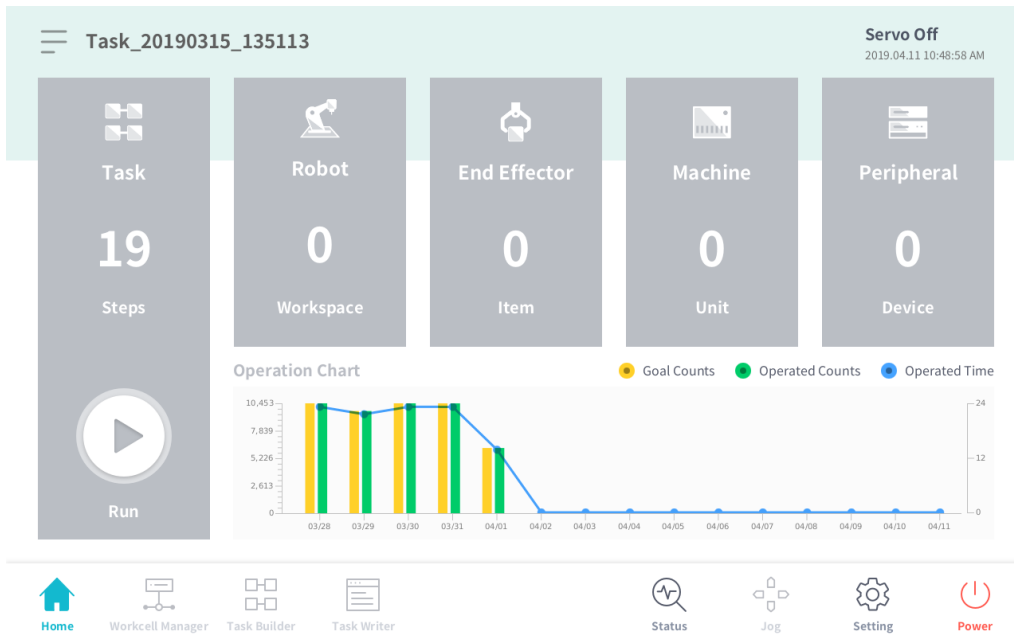 Task_20190315_135113
Servo Off
2019.04.11 10:48:58 AM
Task
19
Steps
Run
Robot
0
Workspace
End Effector
0
Item
Machine
0
Unit
Peripheral
0
Device
Operation Chart
Goal Counts
Operated Counts
Operated Time
10,453
7,839
5,226
2,613
0
24
12
0
03/28 03/29 03/30 03/31 04/01 04/02 04/03 04/04 04/05 04/06 04/07 04/08 04/09 04/10 04/11
Home
Workcell Manager
Task Builder
Task Writer
Status
Jog
Setting
Power